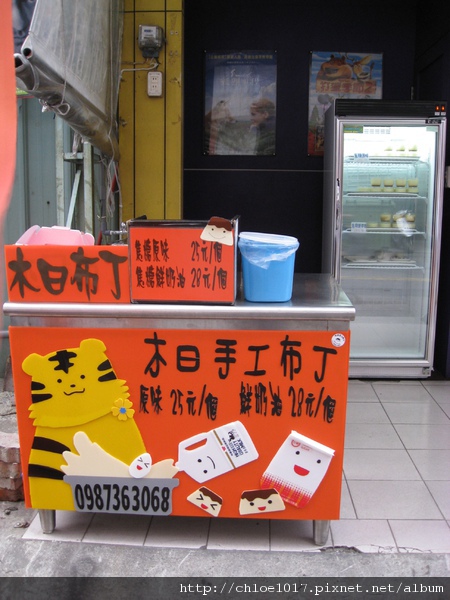 木日布丁
焦糖原味 25元/個
焦糖鮮奶油 28元/個
木日手工布丁
原味 25元/個 鮮奶油 28元/個
0987363068
http://chloe1017.pixnet.net/album